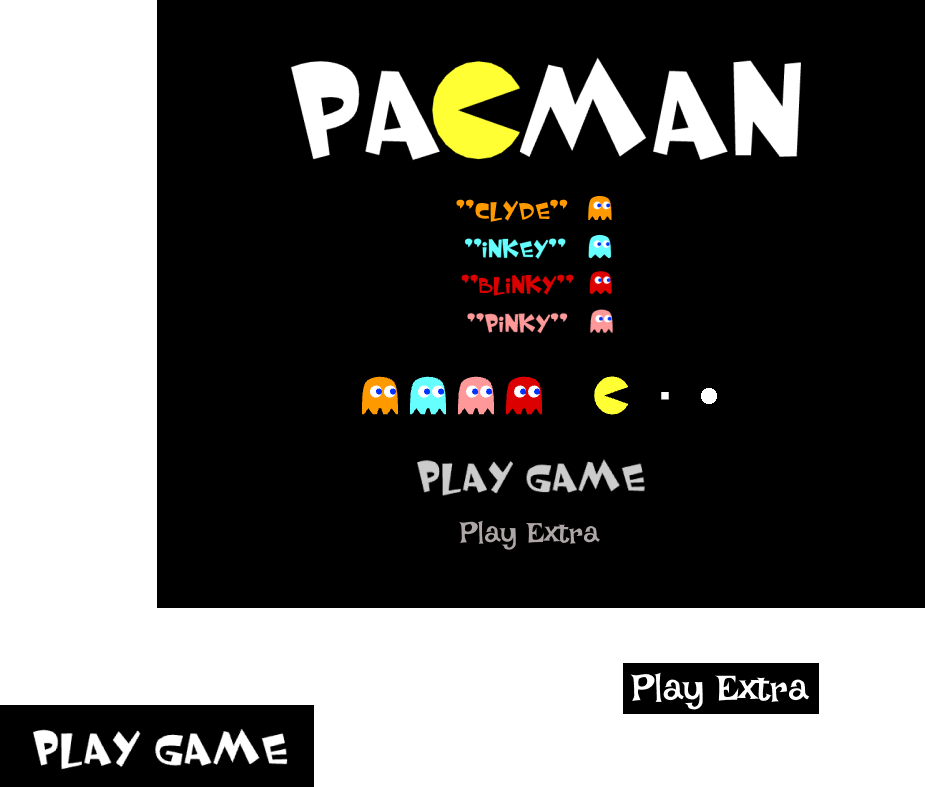 PACMAN
"CLYDE"
"iNKEY"
"BLiNKY"
"PiNKY"
PLAY GAME
Play Extra
Play Extra
PLAY GAME